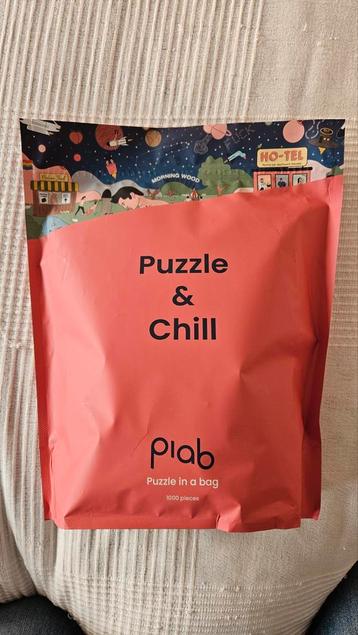 HO-TEL
MORNING WOOD
Puzzle
&
Chill
piab
Puzzle in a bag
1000 pieces